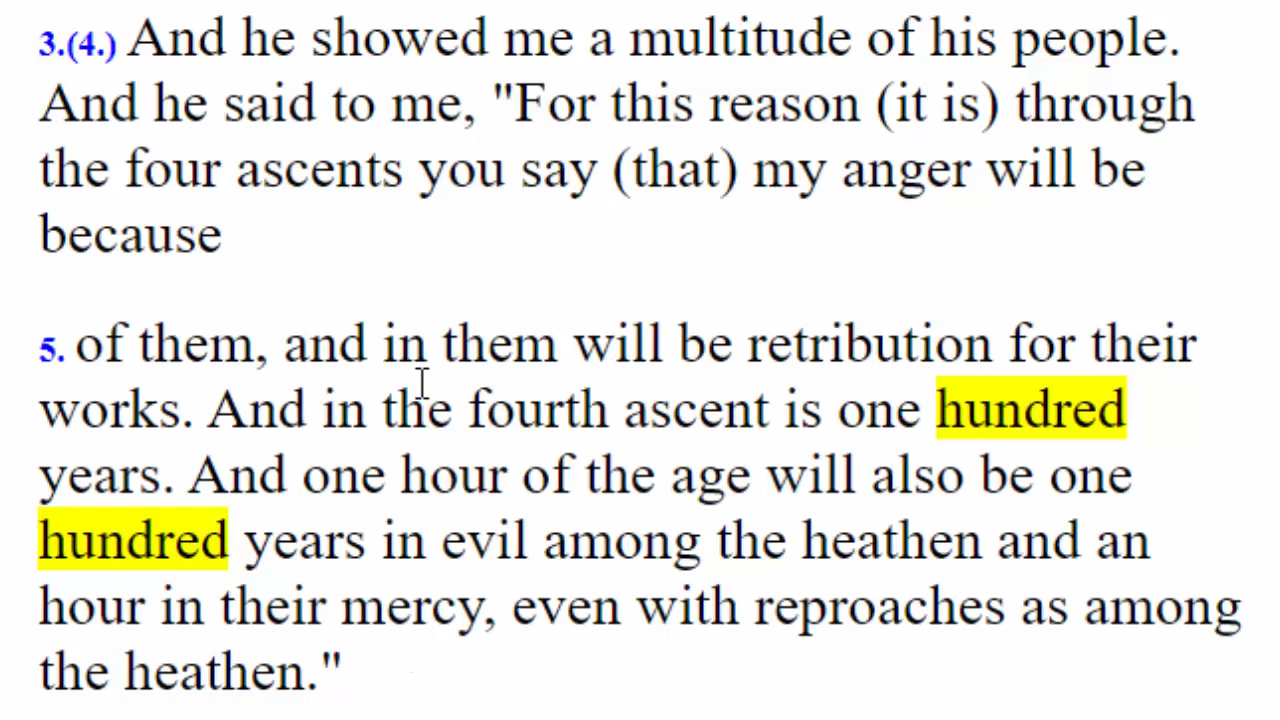 3.(4.) And he showed me a multitude of his people.
And he said to me, "For this reason (it is) through
the four ascents you say (that) my anger will be
because
5. of them, and in them will be retribution for their
works. And in the fourth ascent is one hundred
years. And one hour of the age will also be one
hundred years in evil among the heathen and an
hour in their mercy, even with reproaches as among
the heathen."